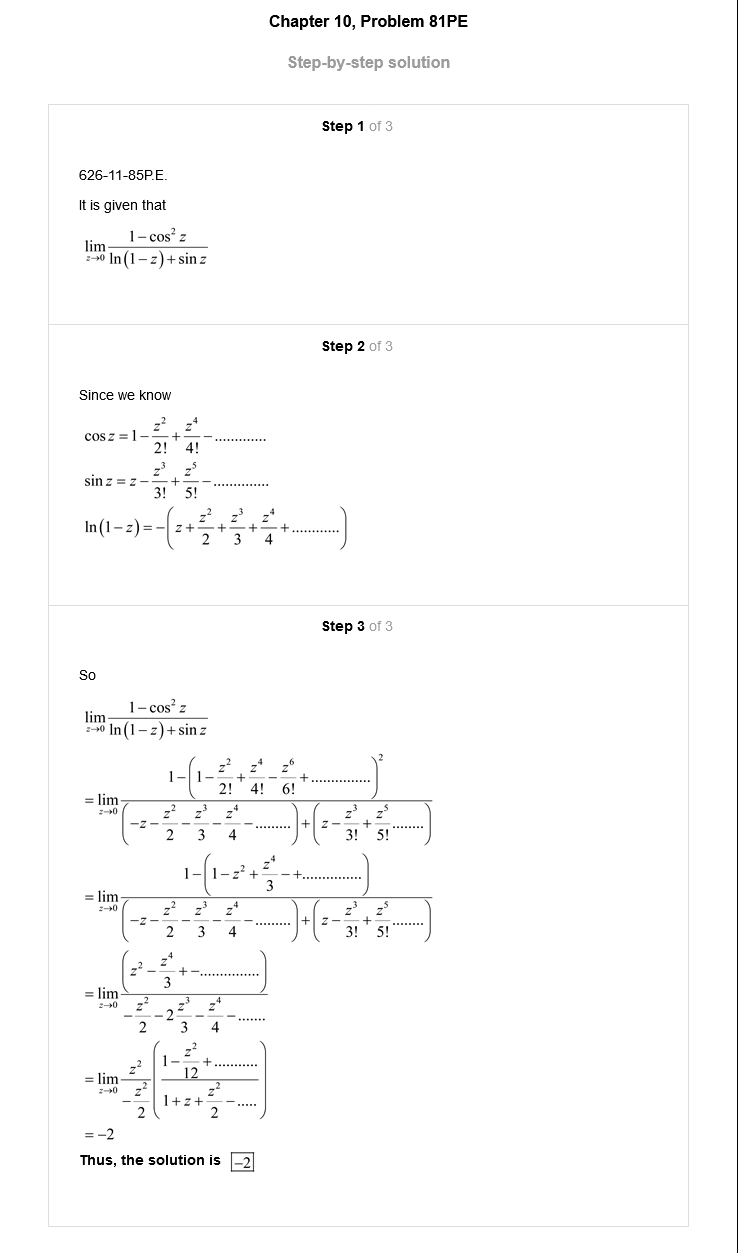 Chapter 10, Problem 81PE
Step-by-step solution
Step 1 of 3
626-11-85P.E.
It is given that
\lim_{z \to 0} \frac{1-\cos^2 z}{\ln(1-z)+\sin z}
Step 2 of 3
Since we know
\cos z = 1-\frac{z^2}{2!}+\frac{z^4}{4!}-.............
\sin z = z-\frac{z^3}{3!}+\frac{z^5}{5!}-..............
\ln(1-z) = -\left(z+\frac{z^2}{2}+\frac{z^3}{3}+\frac{z^4}{4}+............\right)
Step 3 of 3
So
\lim_{z \to 0} \frac{1-\cos^2 z}{\ln(1-z)+\sin z}
= \lim_{z \to 0} \frac{1-\left(1-\frac{z^2}{2!}+\frac{z^4}{4!}-\frac{z^6}{6!}+...............\right)^2}{\left(-z-\frac{z^2}{2}-\frac{z^3}{3}-\frac{z^4}{4}-.........\right)+\left(z-\frac{z^3}{3!}+\frac{z^5}{5!}........\right)}
= \lim_{z \to 0} \frac{1-\left(1-z^2+\frac{z^4}{3}-+...............\right)}{\left(-z-\frac{z^2}{2}-\frac{z^3}{3}-\frac{z^4}{4}-.........\right)+\left(z-\frac{z^3}{3!}+\frac{z^5}{5!}........\right)}
= \lim_{z \to 0} \frac{\left(z^2-\frac{z^4}{3}+-...............\right)}{-\frac{z^2}{2}-2\frac{z^3}{3}-\frac{z^4}{4}-.......}
= \lim_{z \to 0} \frac{z^2}{-\frac{z^2}{2}}\left(\frac{1-\frac{z^2}{12}+...........}{1+z+\frac{z^2}{2}-.....}\right)
= -2
Thus, the solution is -2